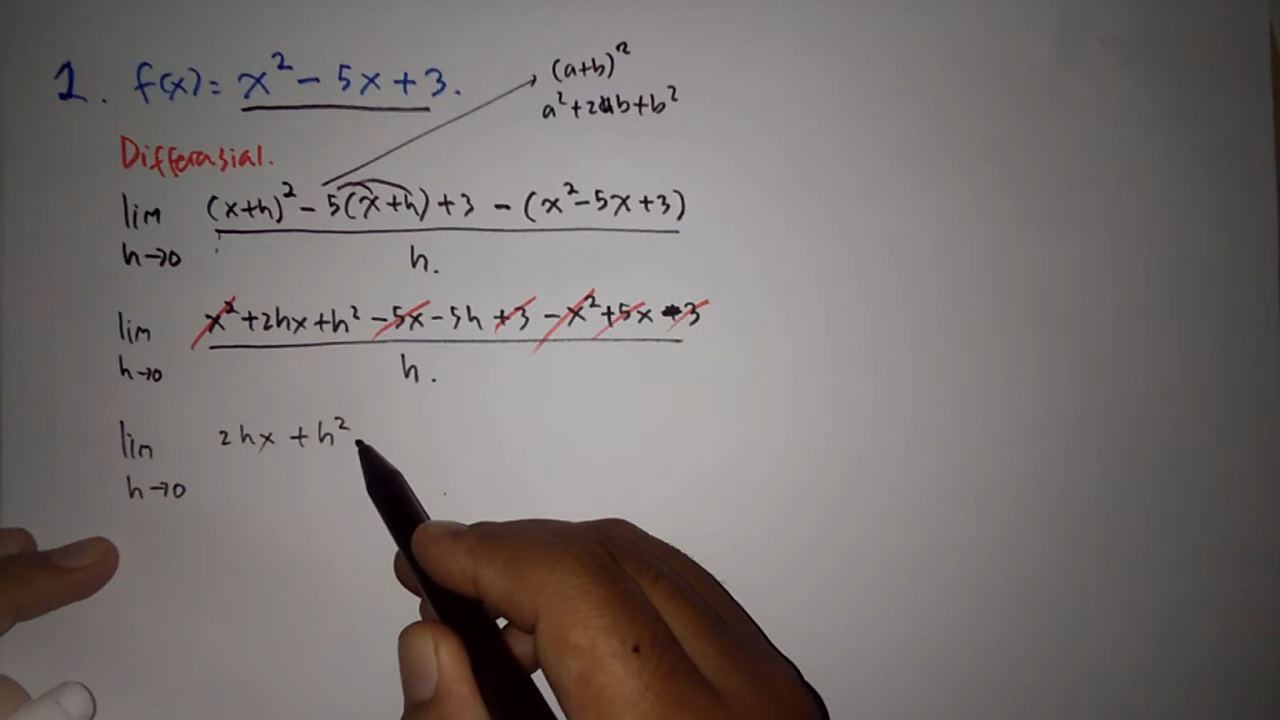 1. f(x) = x² - 5x + 3.
(a+b)²
a² + 2ab + b²
Differasial.
lim (x+h)² - 5(x+h) + 3 - (x² - 5x + 3)
h→0 h.
lim x² + 2hx + h² - 5x - 5h + 3 - x² + 5x - 3
h→0 h.
lim 2hx + h²
h→0